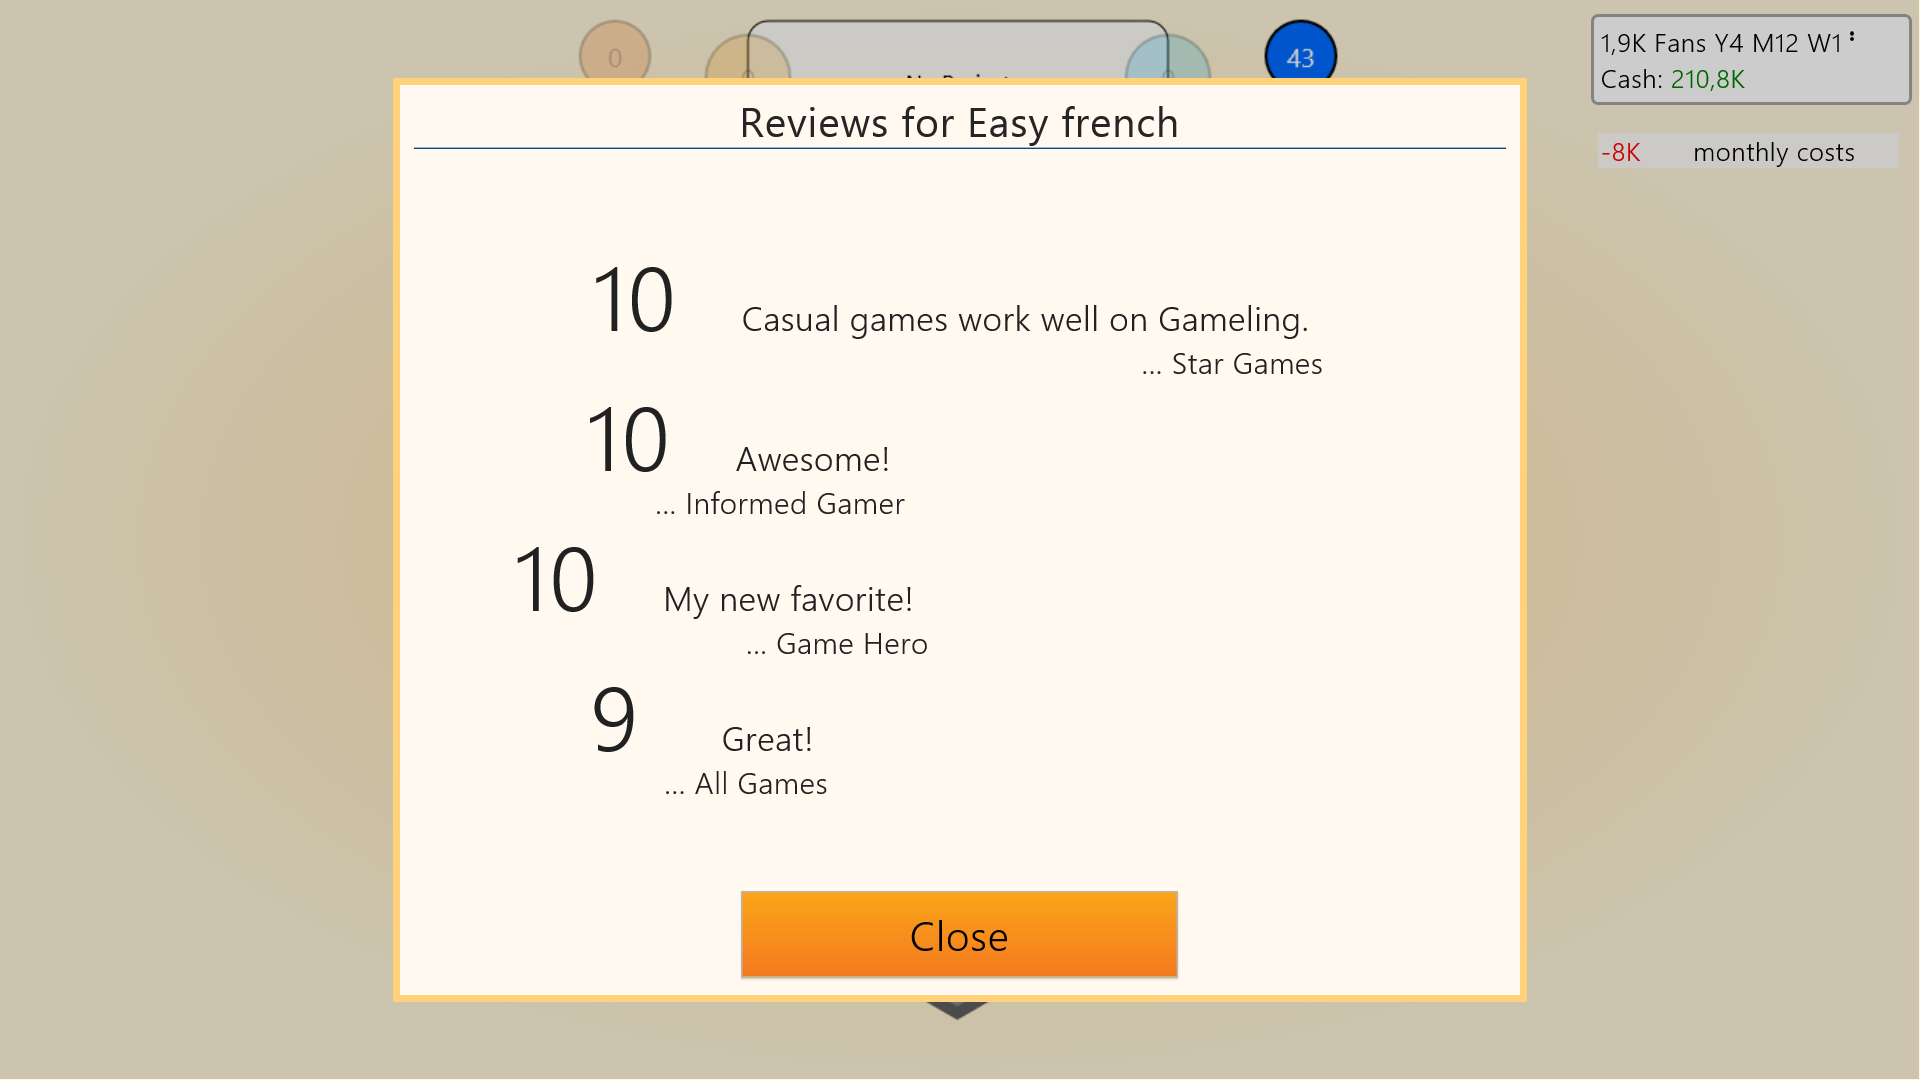 0
43
1,9K Fans Y4 M12 W1
Cash: 210,8K
-8K monthly costs
Reviews for Easy french
10 Casual games work well on Gameling.
... Star Games
10 Awesome!
... Informed Gamer
10 My new favorite!
... Game Hero
9 Great!
... All Games
Close